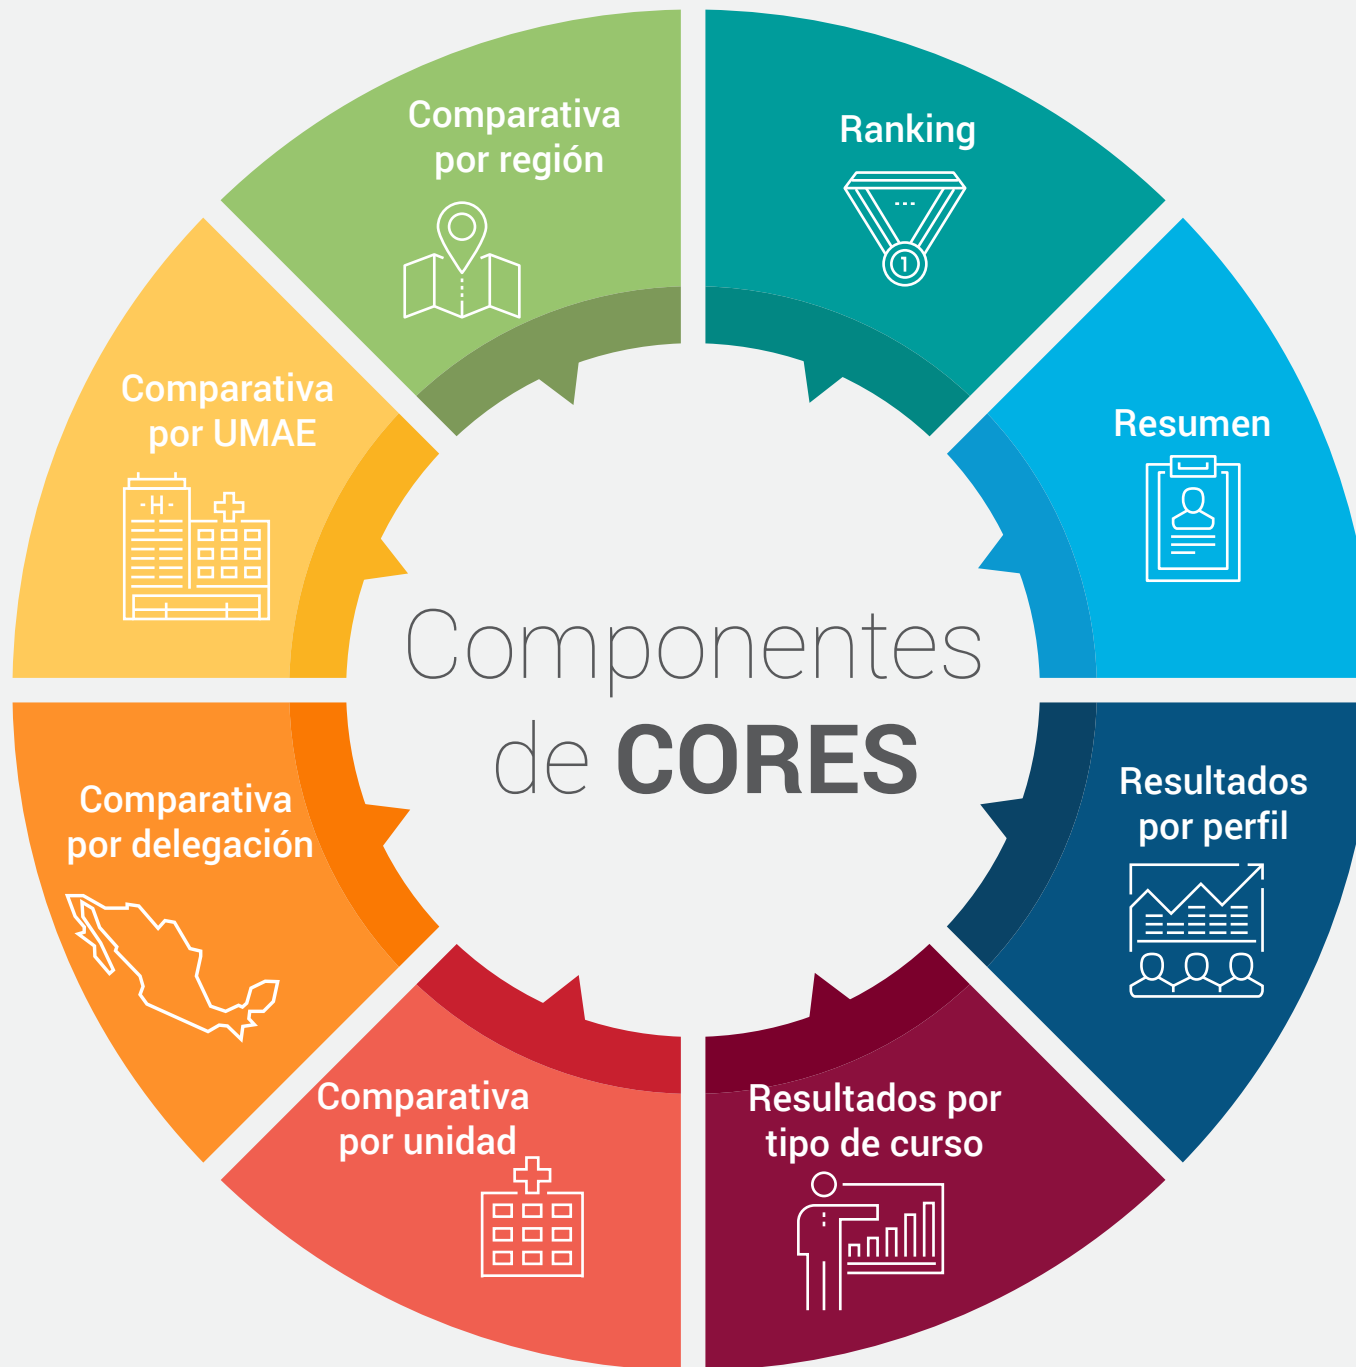 Comparativa
por región
Ranking
1
Resumen
Resultados
por perfil
Resultados por
tipo de curso
Comparativa
por unidad
Comparativa
por delegación
Comparativa
por UMAE
-H-
Componentes
de CORES